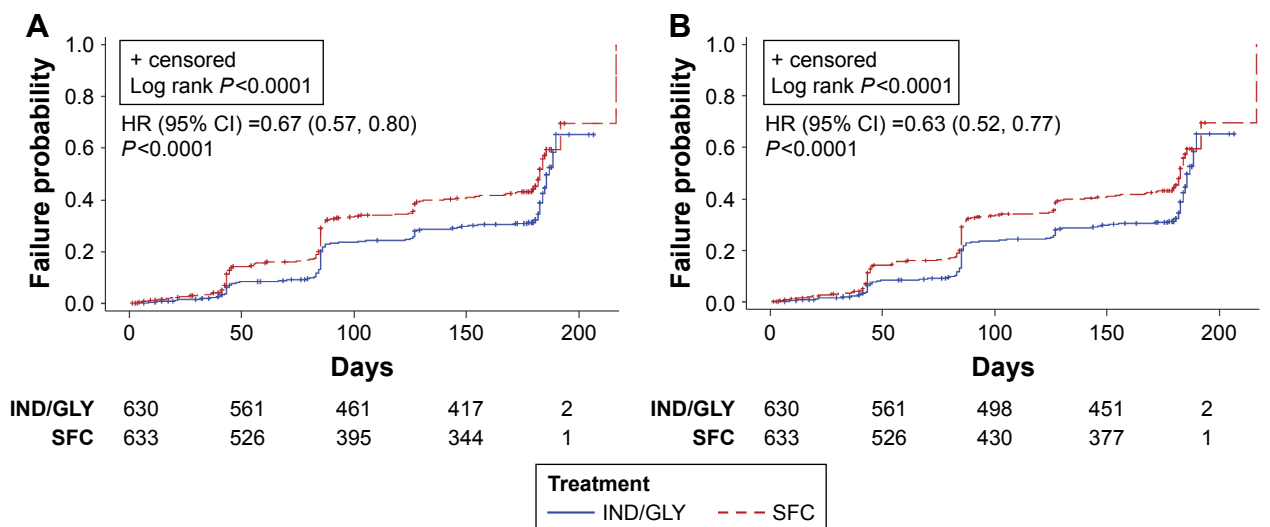 A
+ censored
Log rank P<0.0001
HR (95% CI) =0.67 (0.57, 0.80)
P<0.0001
Failure probability
1.0
0.8
0.6
0.4
0.2
0.0
0 50 100 150 200
Days
IND/GLY 630 561 461 417 2
SFC 633 526 395 344 1
B
+ censored
Log rank P<0.0001
HR (95% CI) =0.63 (0.52, 0.77)
P<0.0001
Failure probability
1.0
0.8
0.6
0.4
0.2
0.0
0 50 100 150 200
Days
IND/GLY 630 561 498 451 2
SFC 633 526 430 377 1
Treatment
IND/GLY SFC